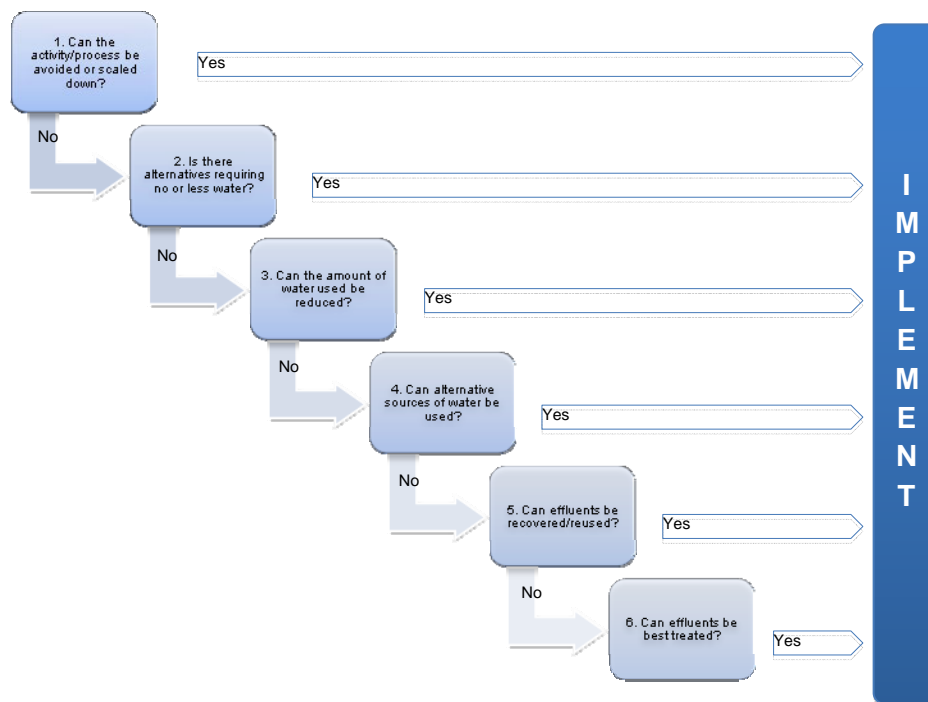 1. Can the
activity/process be
avoided or scaled
down?
Yes
No
2. Is there
alternatives requiring
no or less water?
Yes
No
3. Can the amount of
water used be
reduced?
Yes
No
4. Can alternative
sources of water be
used?
Yes
No
5. Can effluents be
recovered/reused?
Yes
No
6. Can effluents be
best treated?
Yes
I
M
P
L
E
M
E
N
T